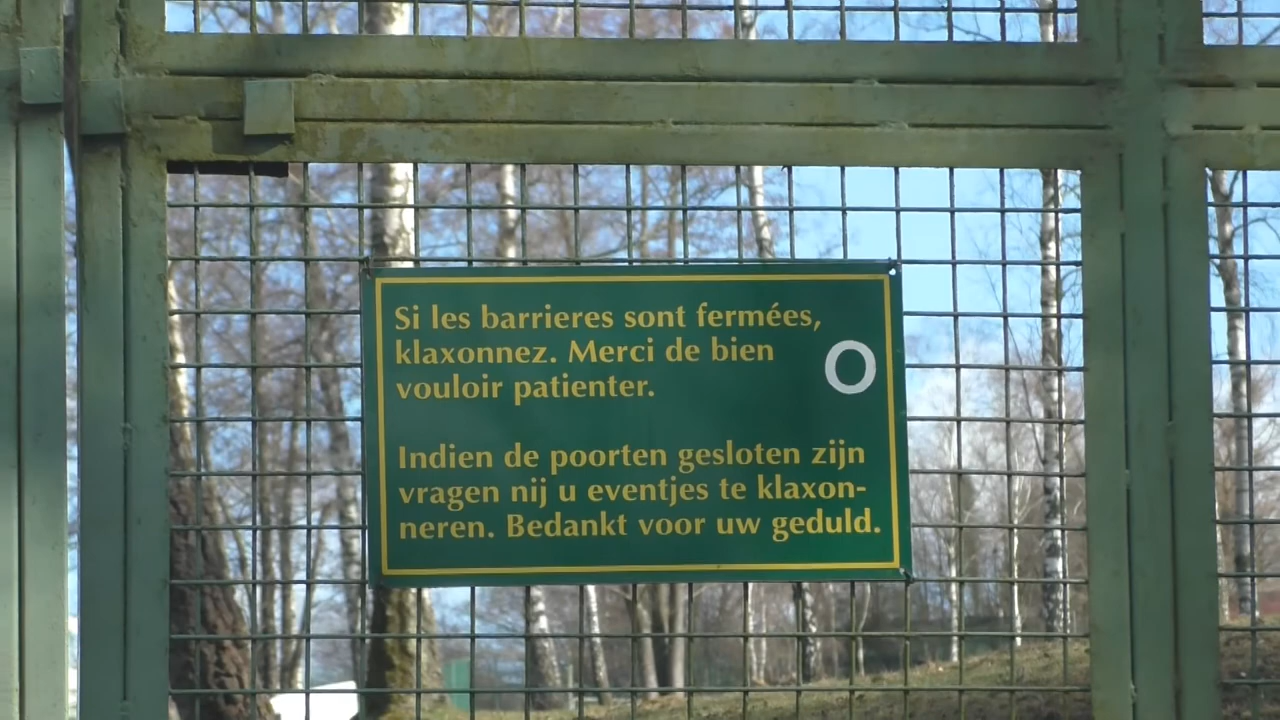 Si les barrieres sont fermées,
klaxonnez. Merci de bien
vouloir patienter.
O
Indien de poorten gesloten zijn
vragen nij u eventjes te klaxon-
neren. Bedankt voor uw geduld.